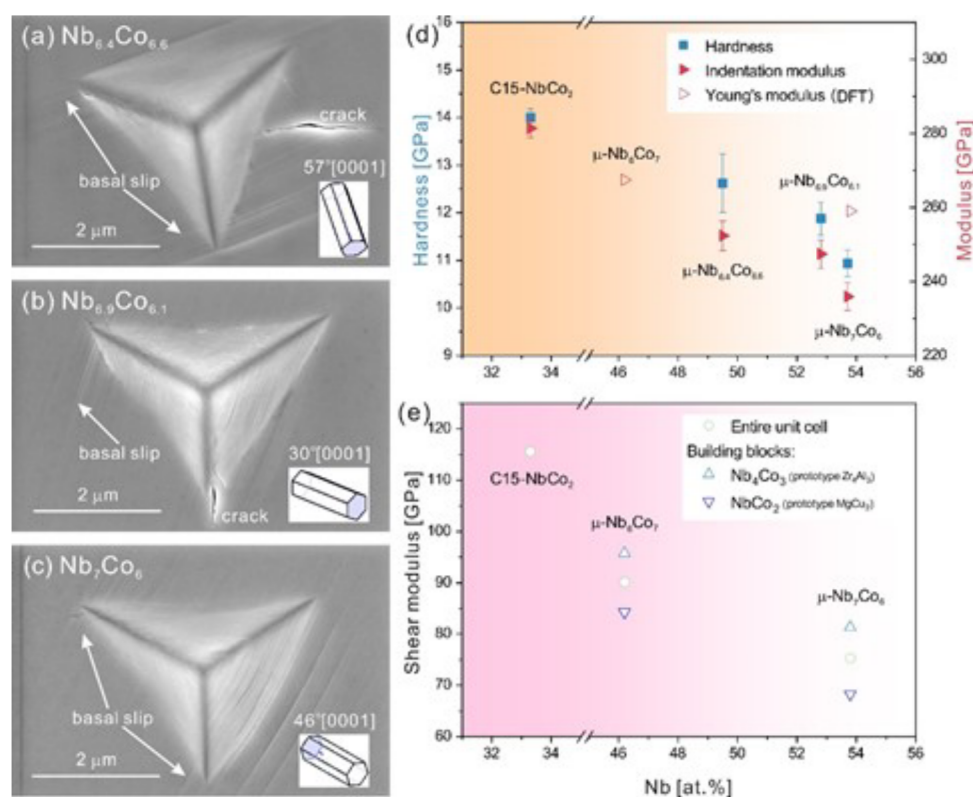 (a) Nb6.4Co6.6
crack
basal slip
57°[0001]
2 μm
(b) Nb6.9Co6.1
basal slip
30°[0001]
2 μm
crack
(c) Nb7Co6
basal slip
46°[0001]
2 μm
(d)
16
15
14
13
12
11
10
9
Hardness [GPa]
300
280
260
240
220
Modulus [GPa]
Hardness
Indentation modulus
Young's modulus (DFT)
C15-NbCo2
μ-Nb6Co7
μ-Nb6.4Co6.6
μ-Nb6.9Co6.1
μ-Nb7Co6
32 34 46 48 50 52 54 56
(e)
120
110
100
90
80
70
60
Shear modulus [GPa]
Entire unit cell
Building blocks:
Nb4Co3 (prototype Zr4Al3)
NbCo2 (prototype MgCu2)
C15-NbCo2
μ-Nb6Co7
μ-Nb7Co6
32 34 46 48 50 52 54 56
Nb [at.%]